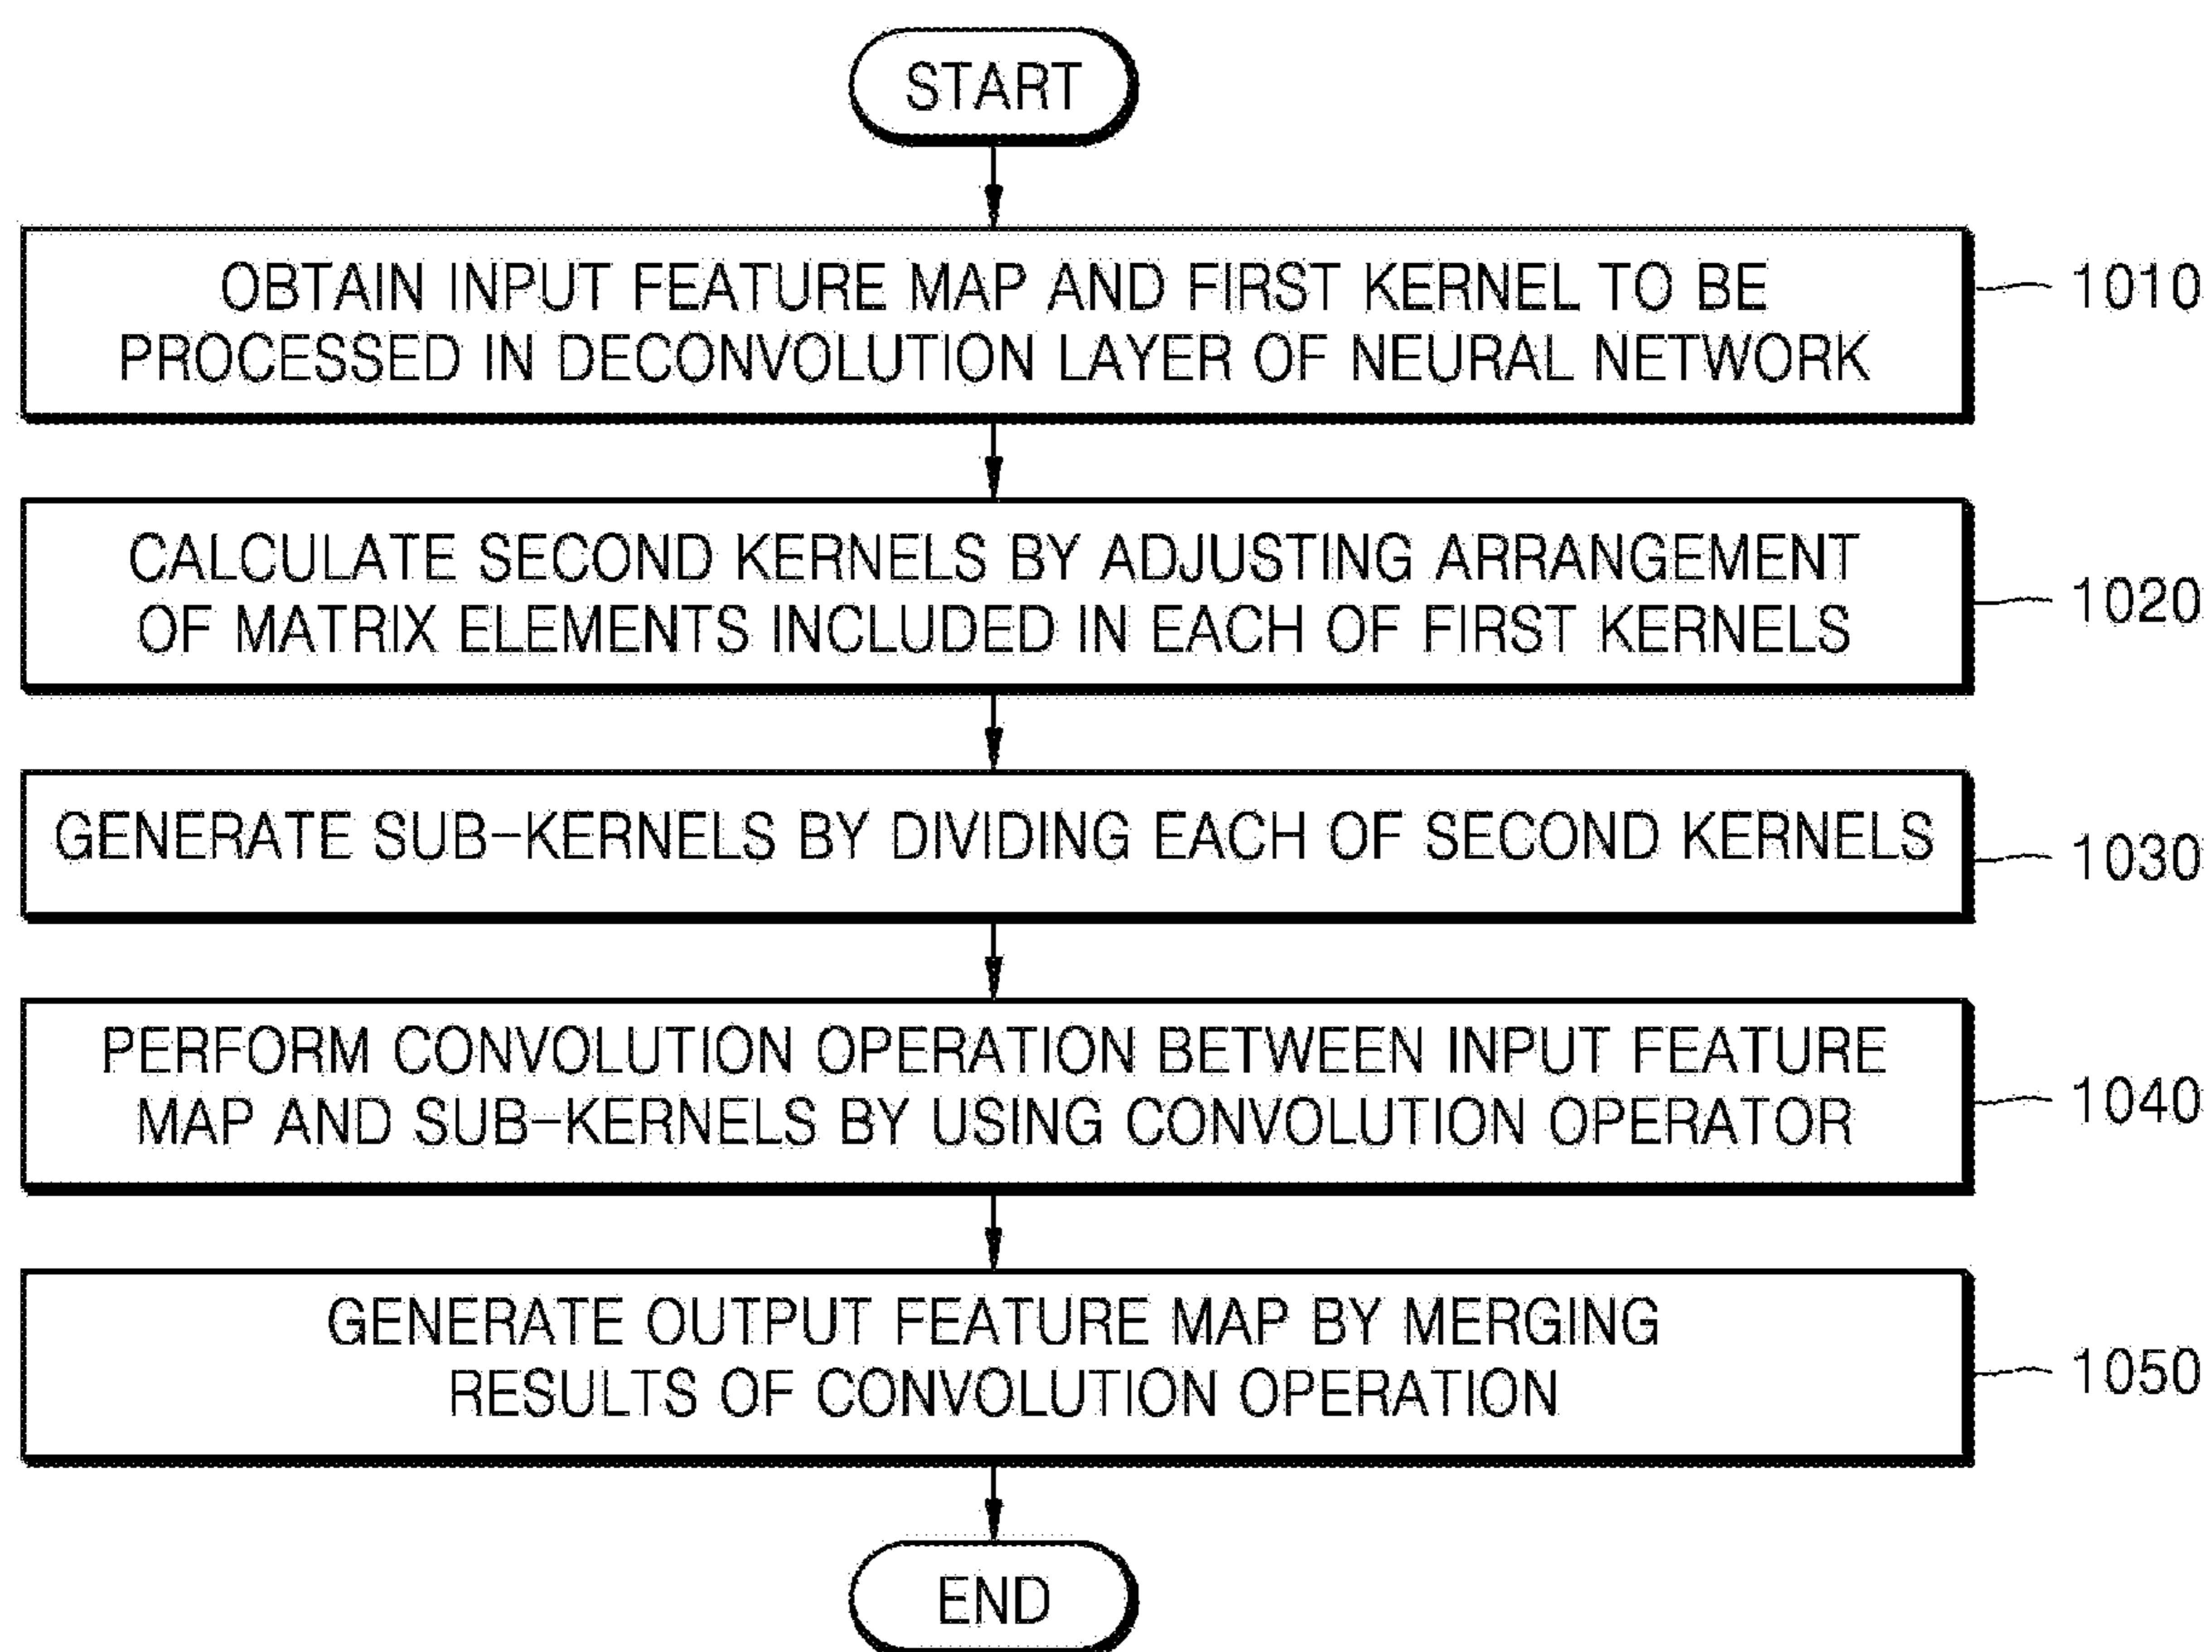 START
OBTAIN INPUT FEATURE MAP AND FIRST KERNEL TO BE
PROCESSED IN DECONVOLUTION LAYER OF NEURAL NETWORK
1010
CALCULATE SECOND KERNELS BY ADJUSTING ARRANGEMENT
OF MATRIX ELEMENTS INCLUDED IN EACH OF FIRST KERNELS
1020
GENERATE SUB-KERNELS BY DIVIDING EACH OF SECOND KERNELS
1030
PERFORM CONVOLUTION OPERATION BETWEEN INPUT FEATURE
MAP AND SUB-KERNELS BY USING CONVOLUTION OPERATOR
1040
GENERATE OUTPUT FEATURE MAP BY MERGING
RESULTS OF CONVOLUTION OPERATION
1050
END